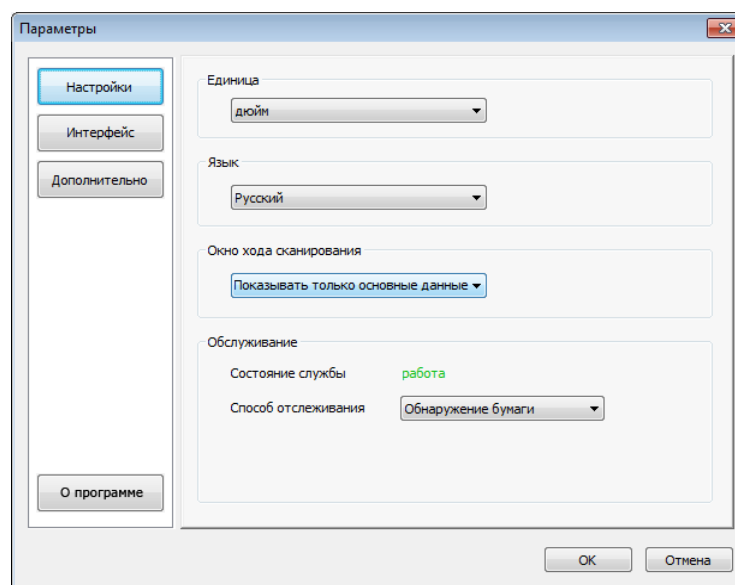 Параметры
Настройки
Интерфейс
Дополнительно
О программе
Единица
дюйм
Язык
Русский
Окно хода сканирования
Показывать только основные данные
Обслуживание
Состояние службы работа
Способ отслеживания Обнаружение бумаги
OK Отмена